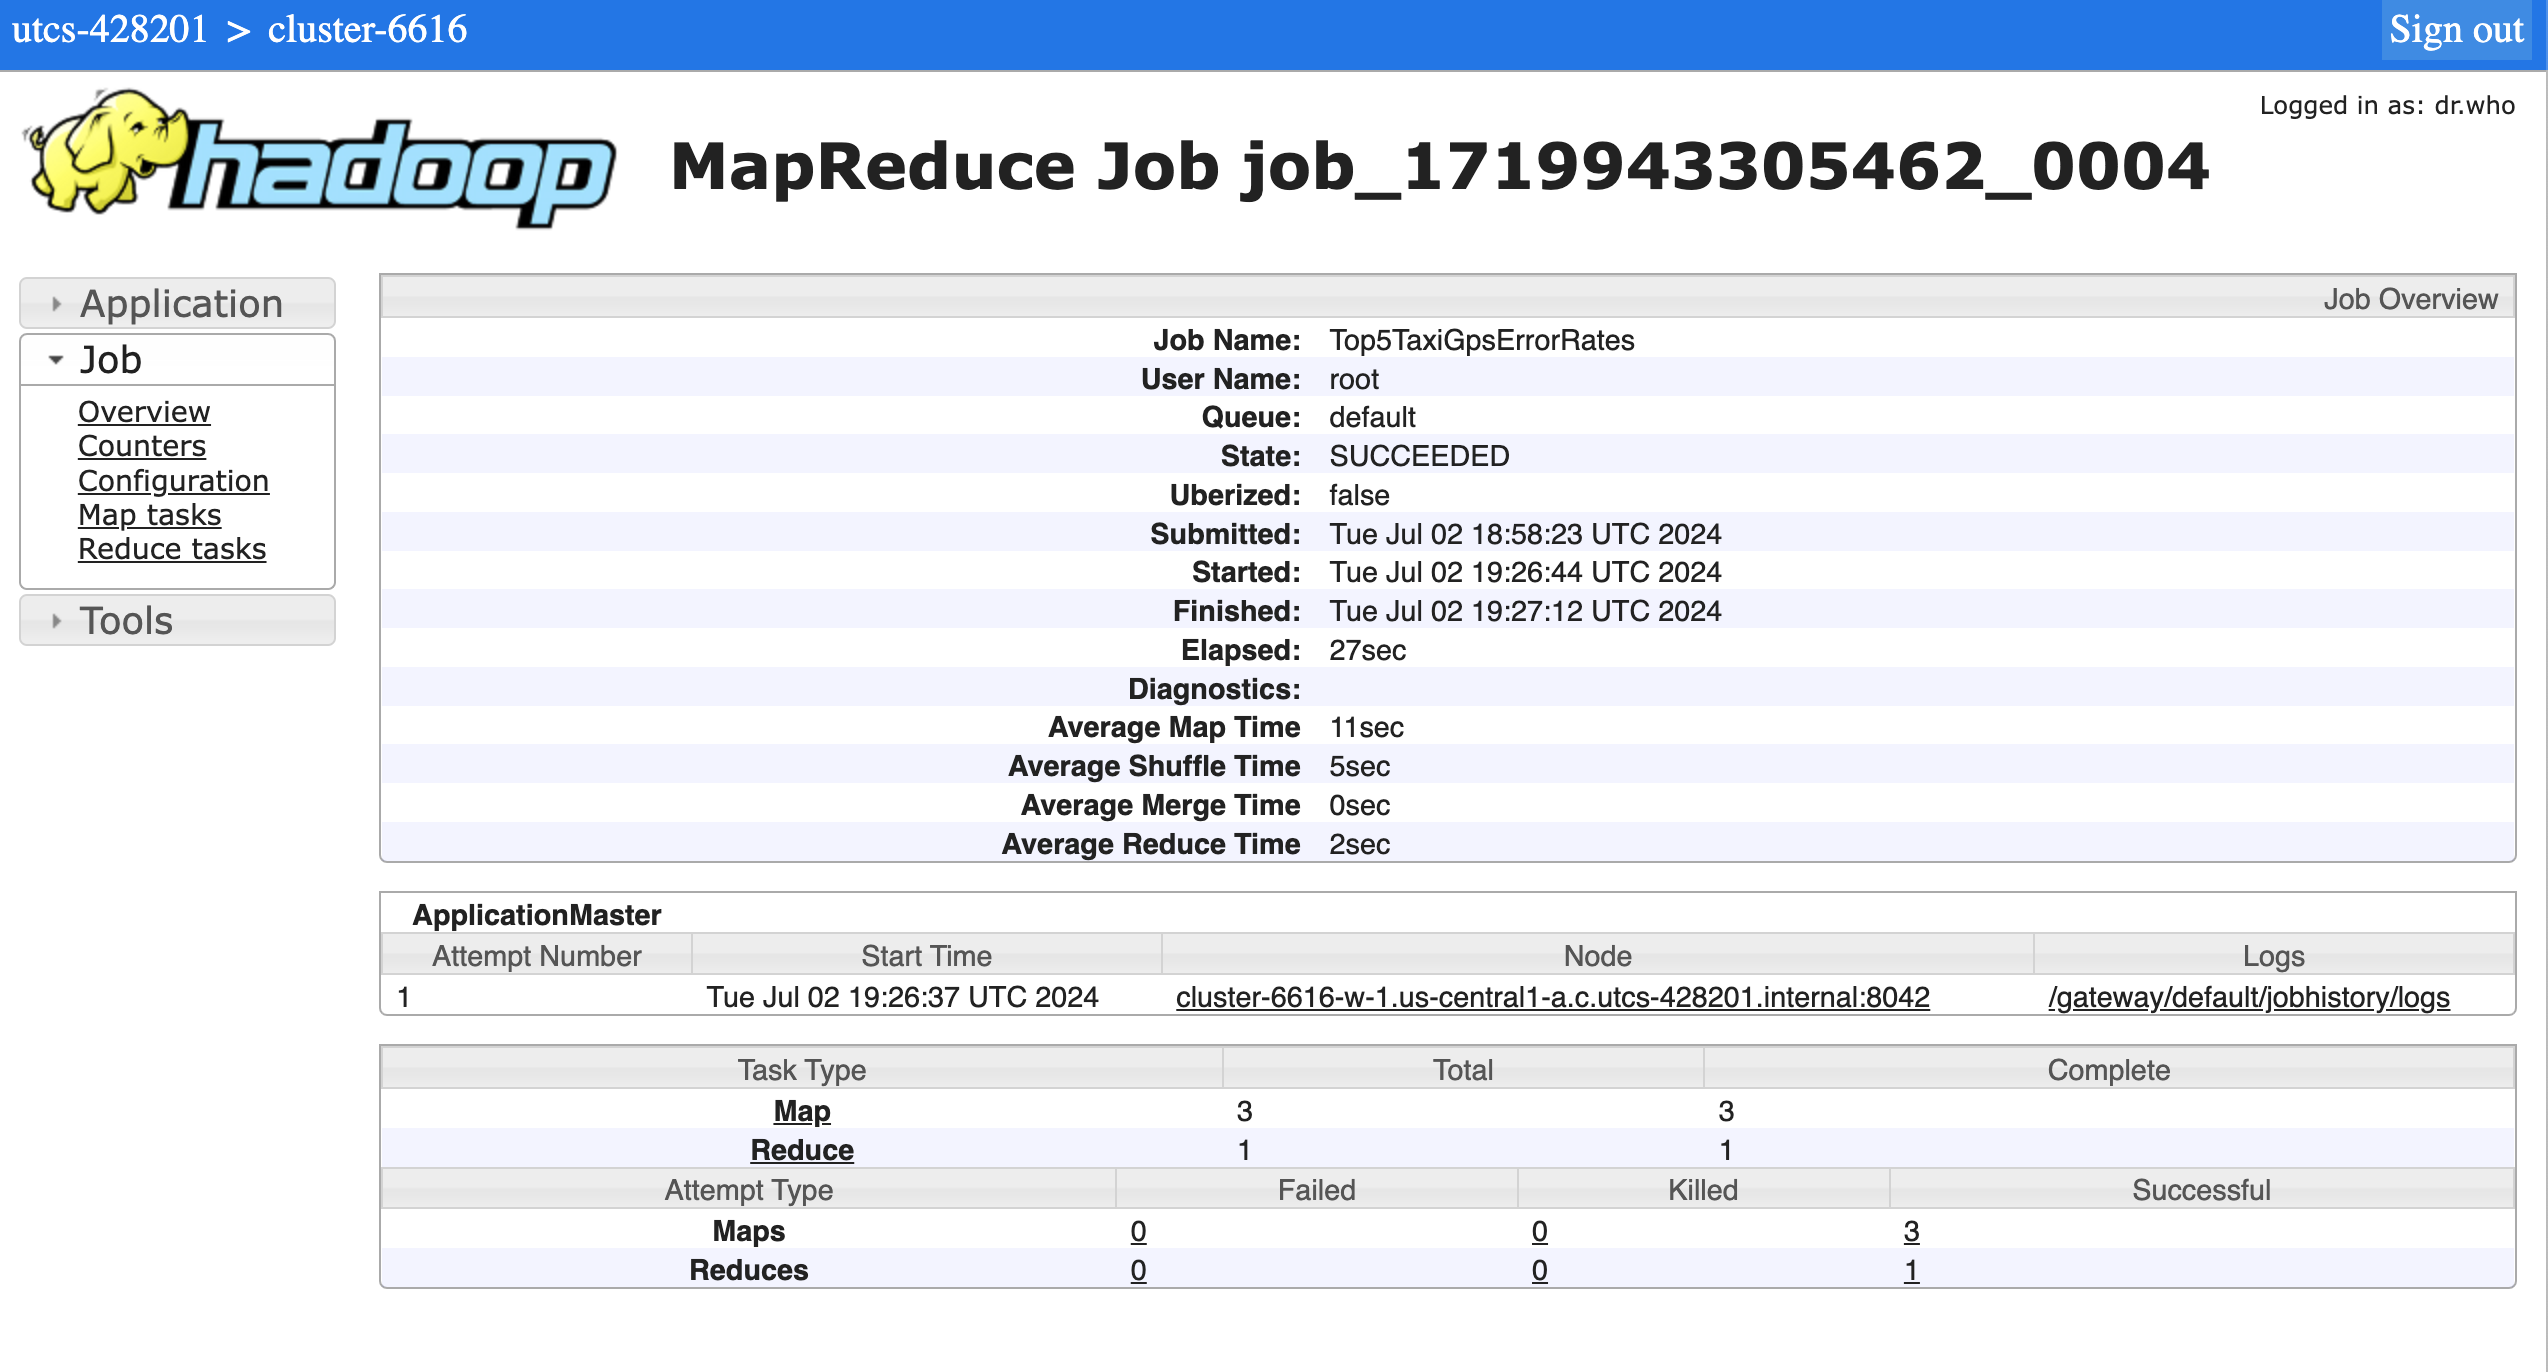 utcs-428201 > cluster-6616
Sign out
Logged in as: dr.who
hadoop
MapReduce Job job_1719943305462_0004
Application
Job
Overview
Counters
Configuration
Map tasks
Reduce tasks
Tools
Job Overview
Job Name: Top5TaxiGpsErrorRates
User Name: root
Queue: default
State: SUCCEEDED
Uberized: false
Submitted: Tue Jul 02 18:58:23 UTC 2024
Started: Tue Jul 02 19:26:44 UTC 2024
Finished: Tue Jul 02 19:27:12 UTC 2024
Elapsed: 27sec
Diagnostics:
Average Map Time 11sec
Average Shuffle Time 5sec
Average Merge Time 0sec
Average Reduce Time 2sec
ApplicationMaster
Attempt Number Start Time Node Logs
1 Tue Jul 02 19:26:37 UTC 2024 cluster-6616-w-1.us-central1-a.c.utcs-428201.internal:8042 /gateway/default/jobhistory/logs
Task Type Total Complete
Map 3 3
Reduce 1 1
Attempt Type Failed Killed Successful
Maps 0 0 3
Reduces 0 0 1